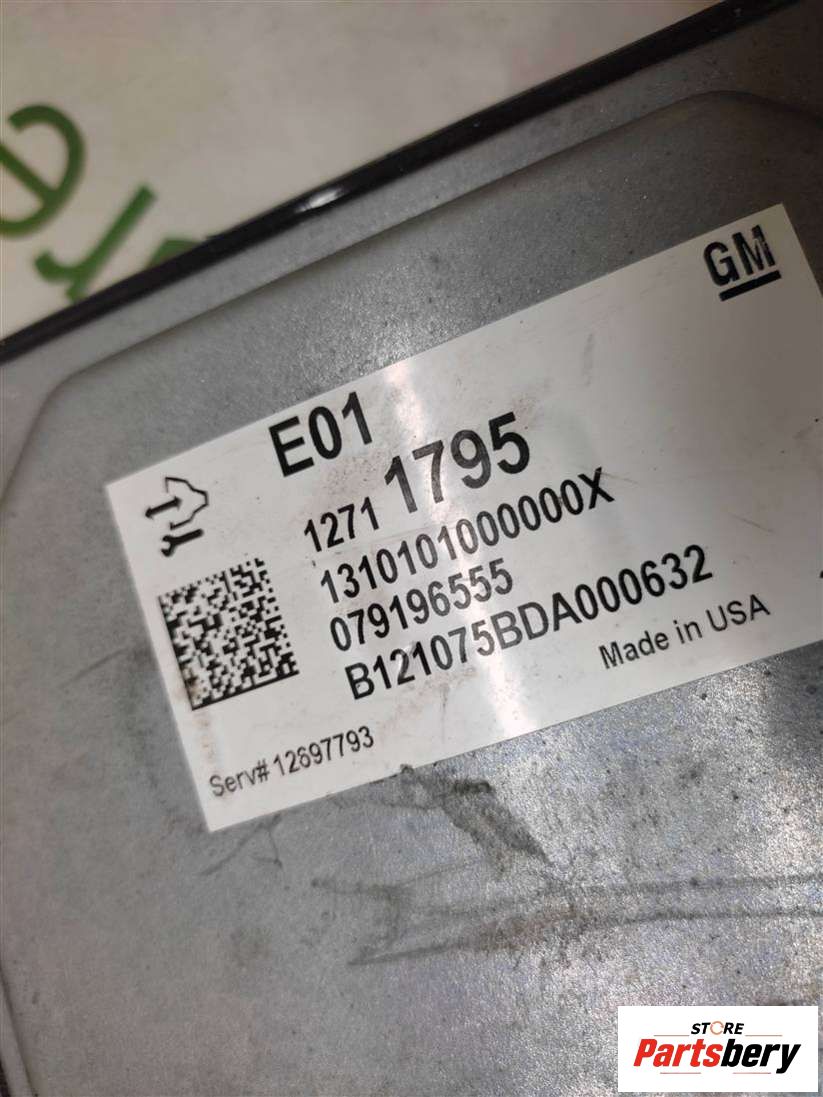 GM
E01
1271 1795
1310101000000X
079196555
B121075BDA000632
Made in USA
Serv# 12697793
STORE
Partsbery